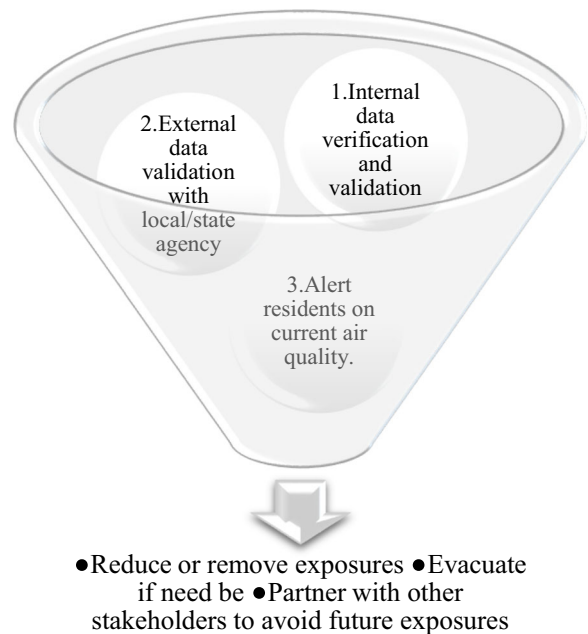 1.Internal
data
verification
and
validation
2.External
data
validation
with
local/state
agency
3.Alert
residents on
current air
quality.
●Reduce or remove exposures ●Evacuate
if need be ●Partner with other
stakeholders to avoid future exposures